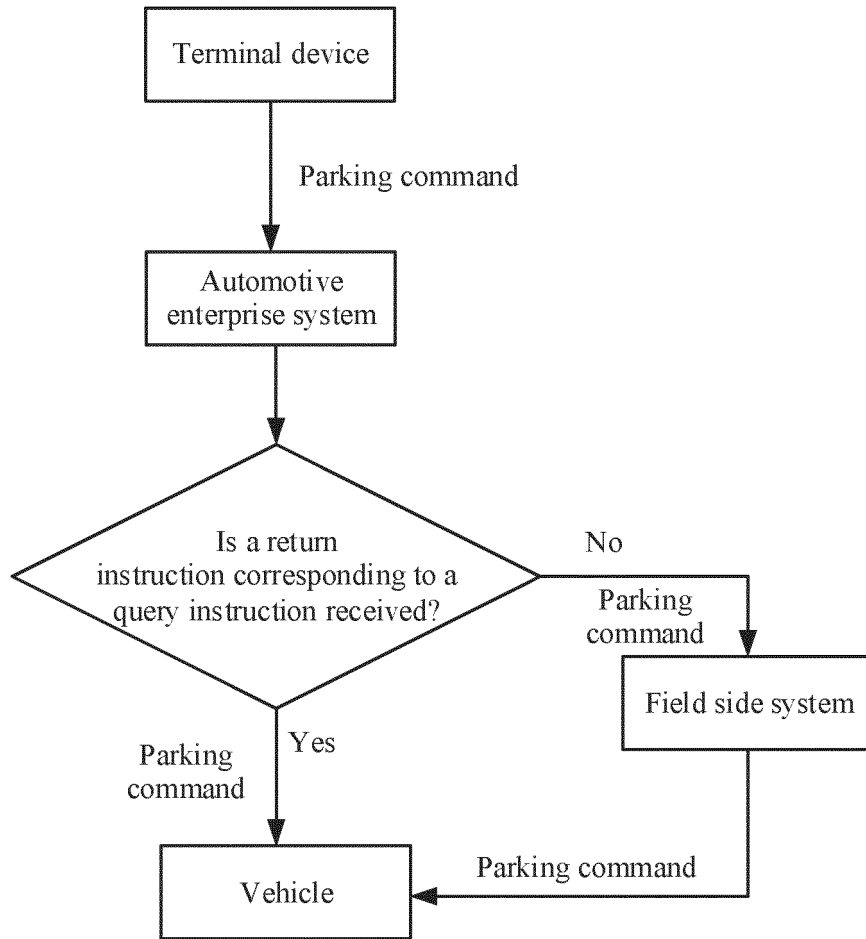 Terminal device
Parking command
Automotive
enterprise system
Is a return
instruction corresponding to a
query instruction received?
No
Parking
command
Field side system
Yes
Parking
command
Parking command
Vehicle